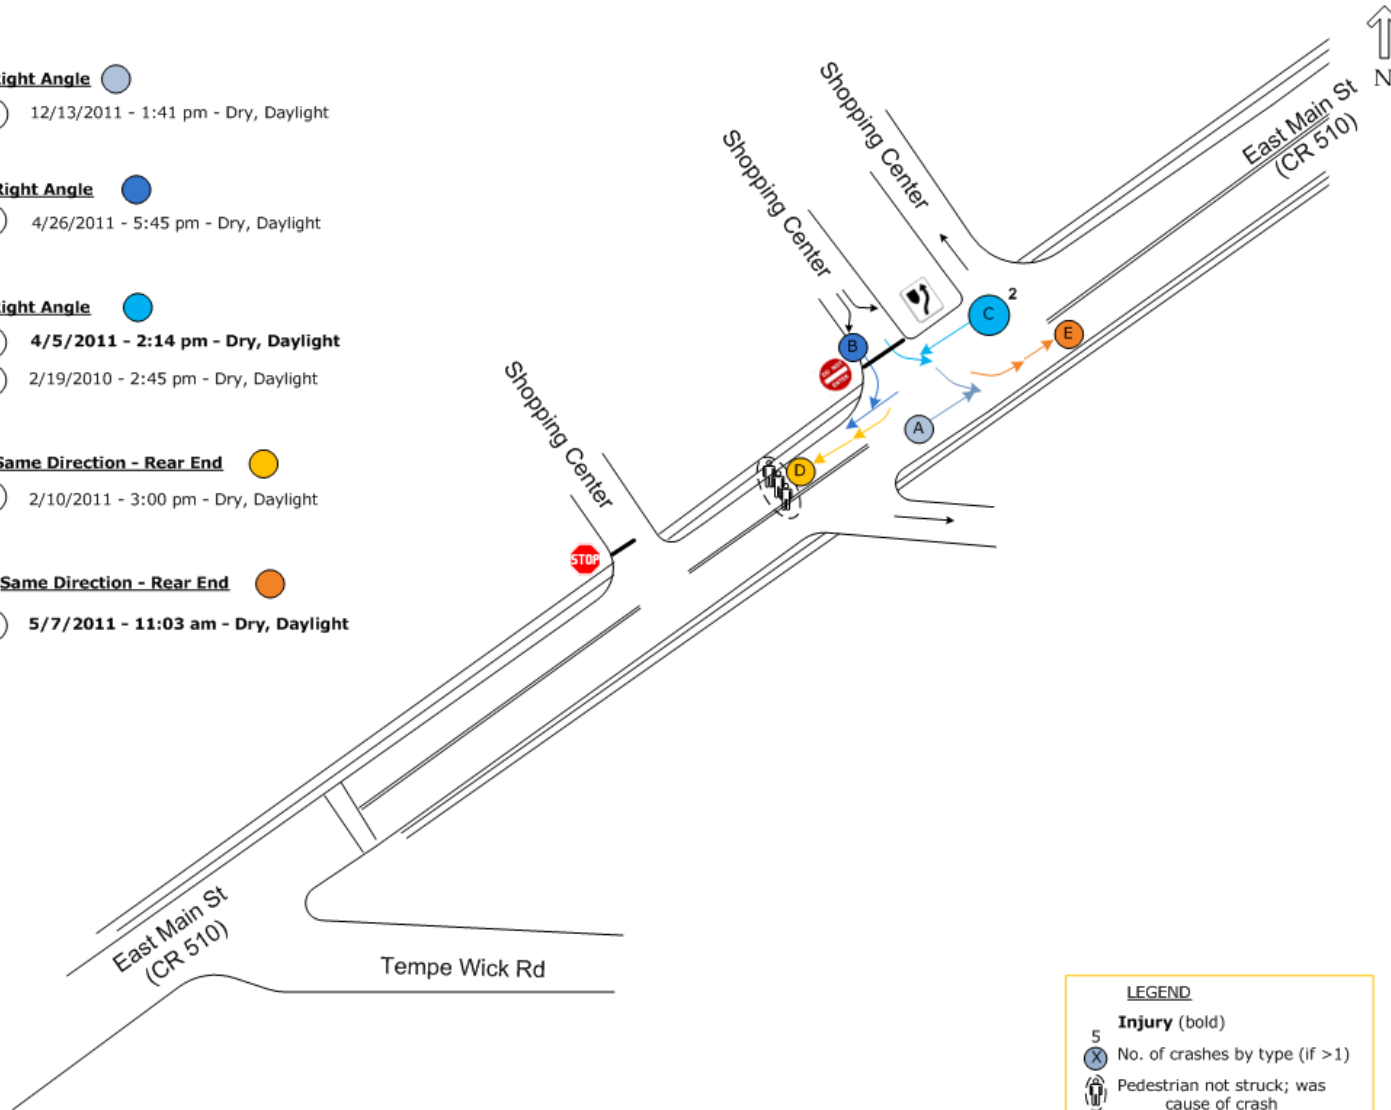 ight Angle
12/13/2011 - 1:41 pm - Dry, Daylight
Right Angle
4/26/2011 - 5:45 pm - Dry, Daylight
ight Angle
4/5/2011 - 2:14 pm - Dry, Daylight
2/19/2010 - 2:45 pm - Dry, Daylight
Same Direction - Rear End
2/10/2011 - 3:00 pm - Dry, Daylight
Same Direction - Rear End
5/7/2011 - 11:03 am - Dry, Daylight
Shopping Center
Shopping Center
Shopping Center
East Main St
(CR 510)
N
2
C
B
E
DO NOT
ENTER
A
D
STOP
East Main St
(CR 510)
Tempe Wick Rd
LEGEND
Injury (bold)
5
X
No. of crashes by type (if >1)
Pedestrian not struck; was
cause of crash